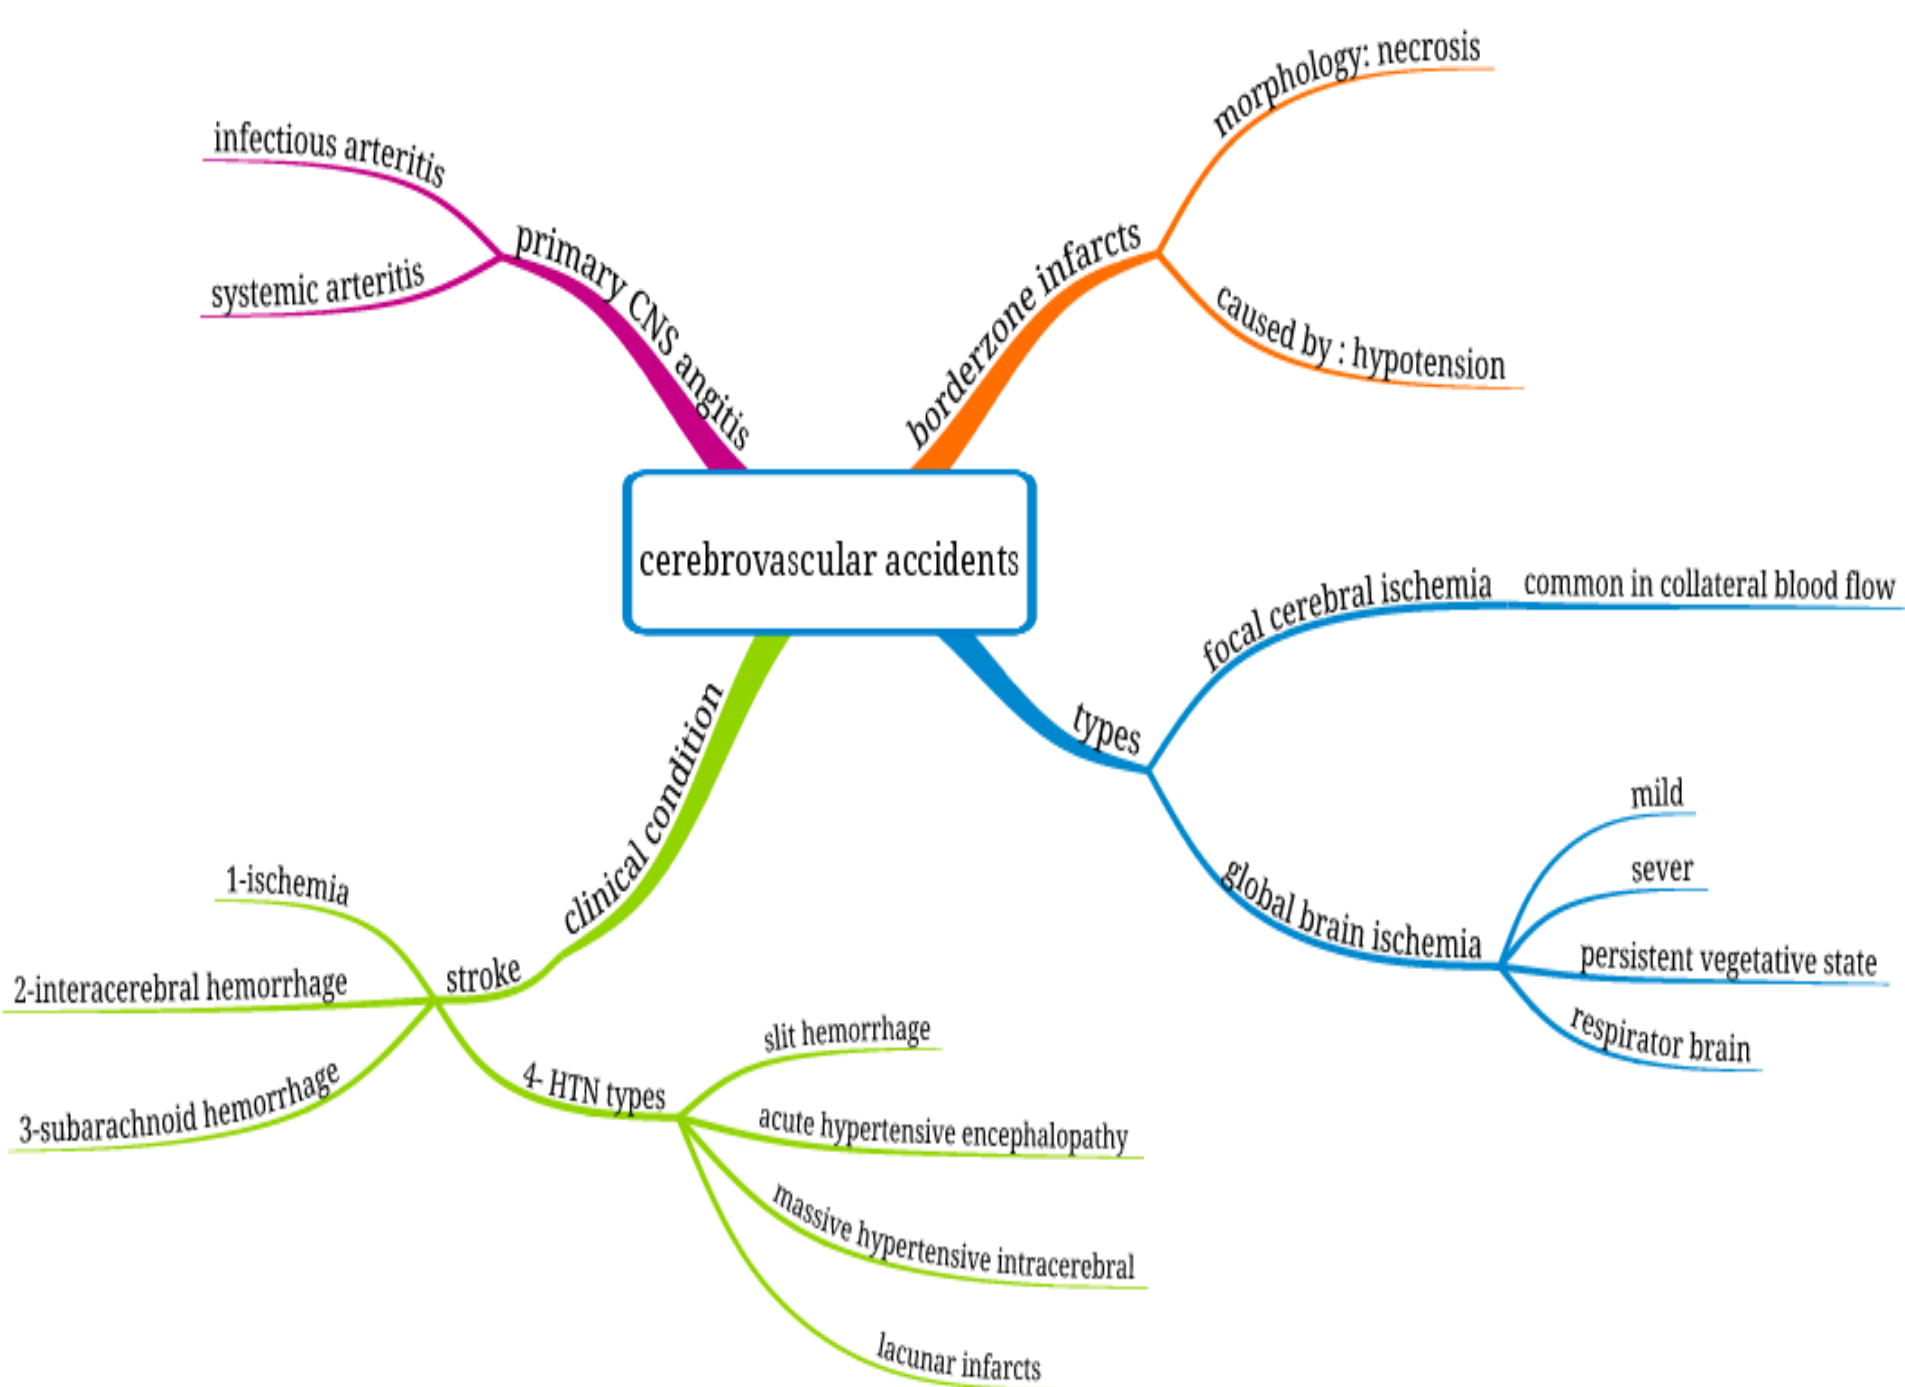 cerebrovascular accidents
primary CNS angitis
infectious arteritis
systemic arteritis
borderzone infarcts
morphology: necrosis
caused by : hypotension
types
focal cerebral ischemia
common in collateral blood flow
global brain ischemia
mild
sever
persistent vegetative state
respirator brain
clinical condition
stroke
1-ischemia
2-interacerebral hemorrhage
3-subarachnoid hemorrhage
4- HTN types
slit hemorrhage
acute hypertensive encephalopathy
massive hypertensive intracerebral
lacunar infarcts